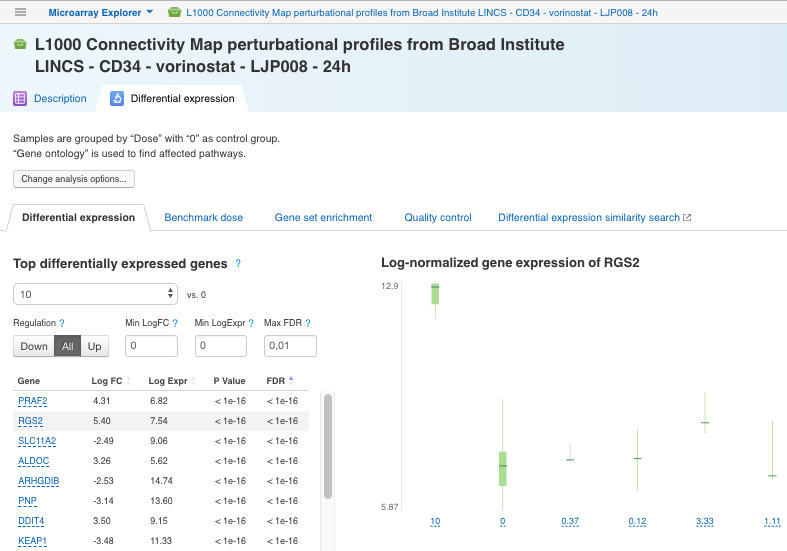 Microarray Explorer L1000 Connectivity Map perturbational profiles from Broad Institute LINCS - CD34 - vorinostat - LJP008 - 24h
L1000 Connectivity Map perturbational profiles from Broad Institute
LINCS - CD34 - vorinostat - LJP008 - 24h
Description Differential expression
Samples are grouped by “Dose” with “0” as control group.
“Gene ontology” is used to find affected pathways.
Change analysis options...
Differential expression Benchmark dose Gene set enrichment Quality control Differential expression similarity search
Top differentially expressed genes ?
10 vs. 0
Regulation ? Min LogFC ? Min LogExpr ? Max FDR ?
Down All Up 0 0 0,01
Gene Log FC Log Expr P Value FDR
PRAF2 4.31 6.82 < 1e-16 < 1e-16
RGS2 5.40 7.54 < 1e-16 < 1e-16
SLC11A2 -2.49 9.06 < 1e-16 < 1e-16
ALDOC 3.26 5.62 < 1e-16 < 1e-16
ARHGDIB -2.53 14.74 < 1e-16 < 1e-16
PNP -3.14 13.60 < 1e-16 < 1e-16
DDIT4 3.50 9.15 < 1e-16 < 1e-16
KEAP1 -3.48 11.33 < 1e-16 < 1e-16
Log-normalized gene expression of RGS2
12.9
5.87
10 0 0.37 0.12 3.33 1.11